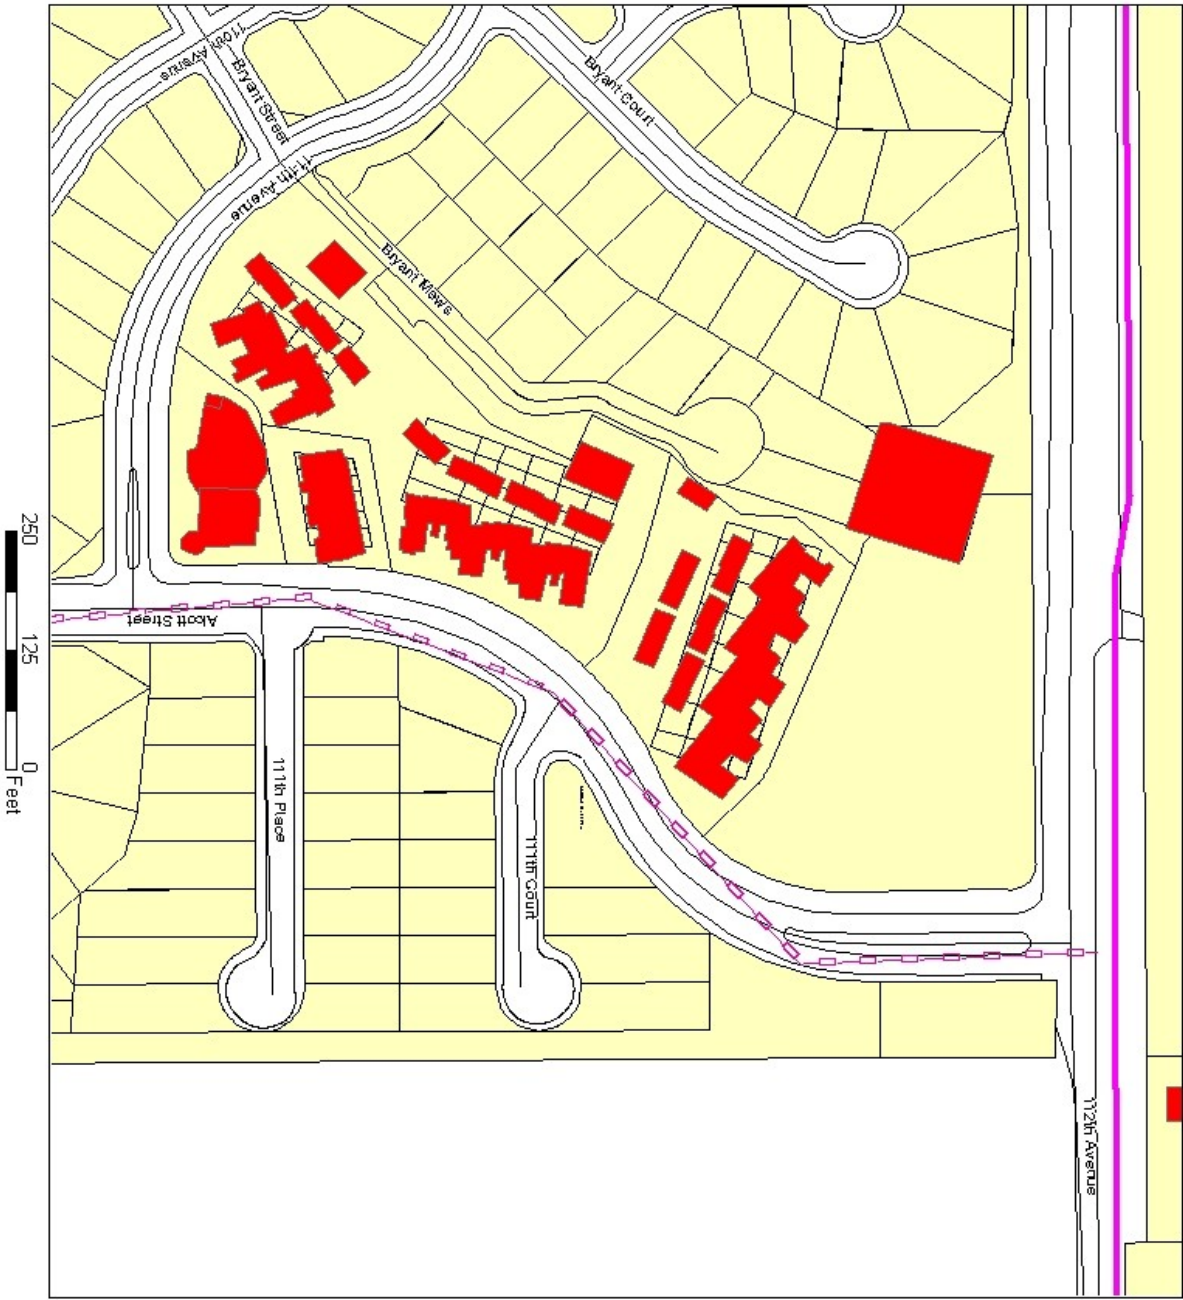 110th Avenue
Bryant Street
111th Avenue
Bryant Court
Bryant Mews
Alcott Street
111th Place
111th Court
112th Avenue
250
125
0
Feet